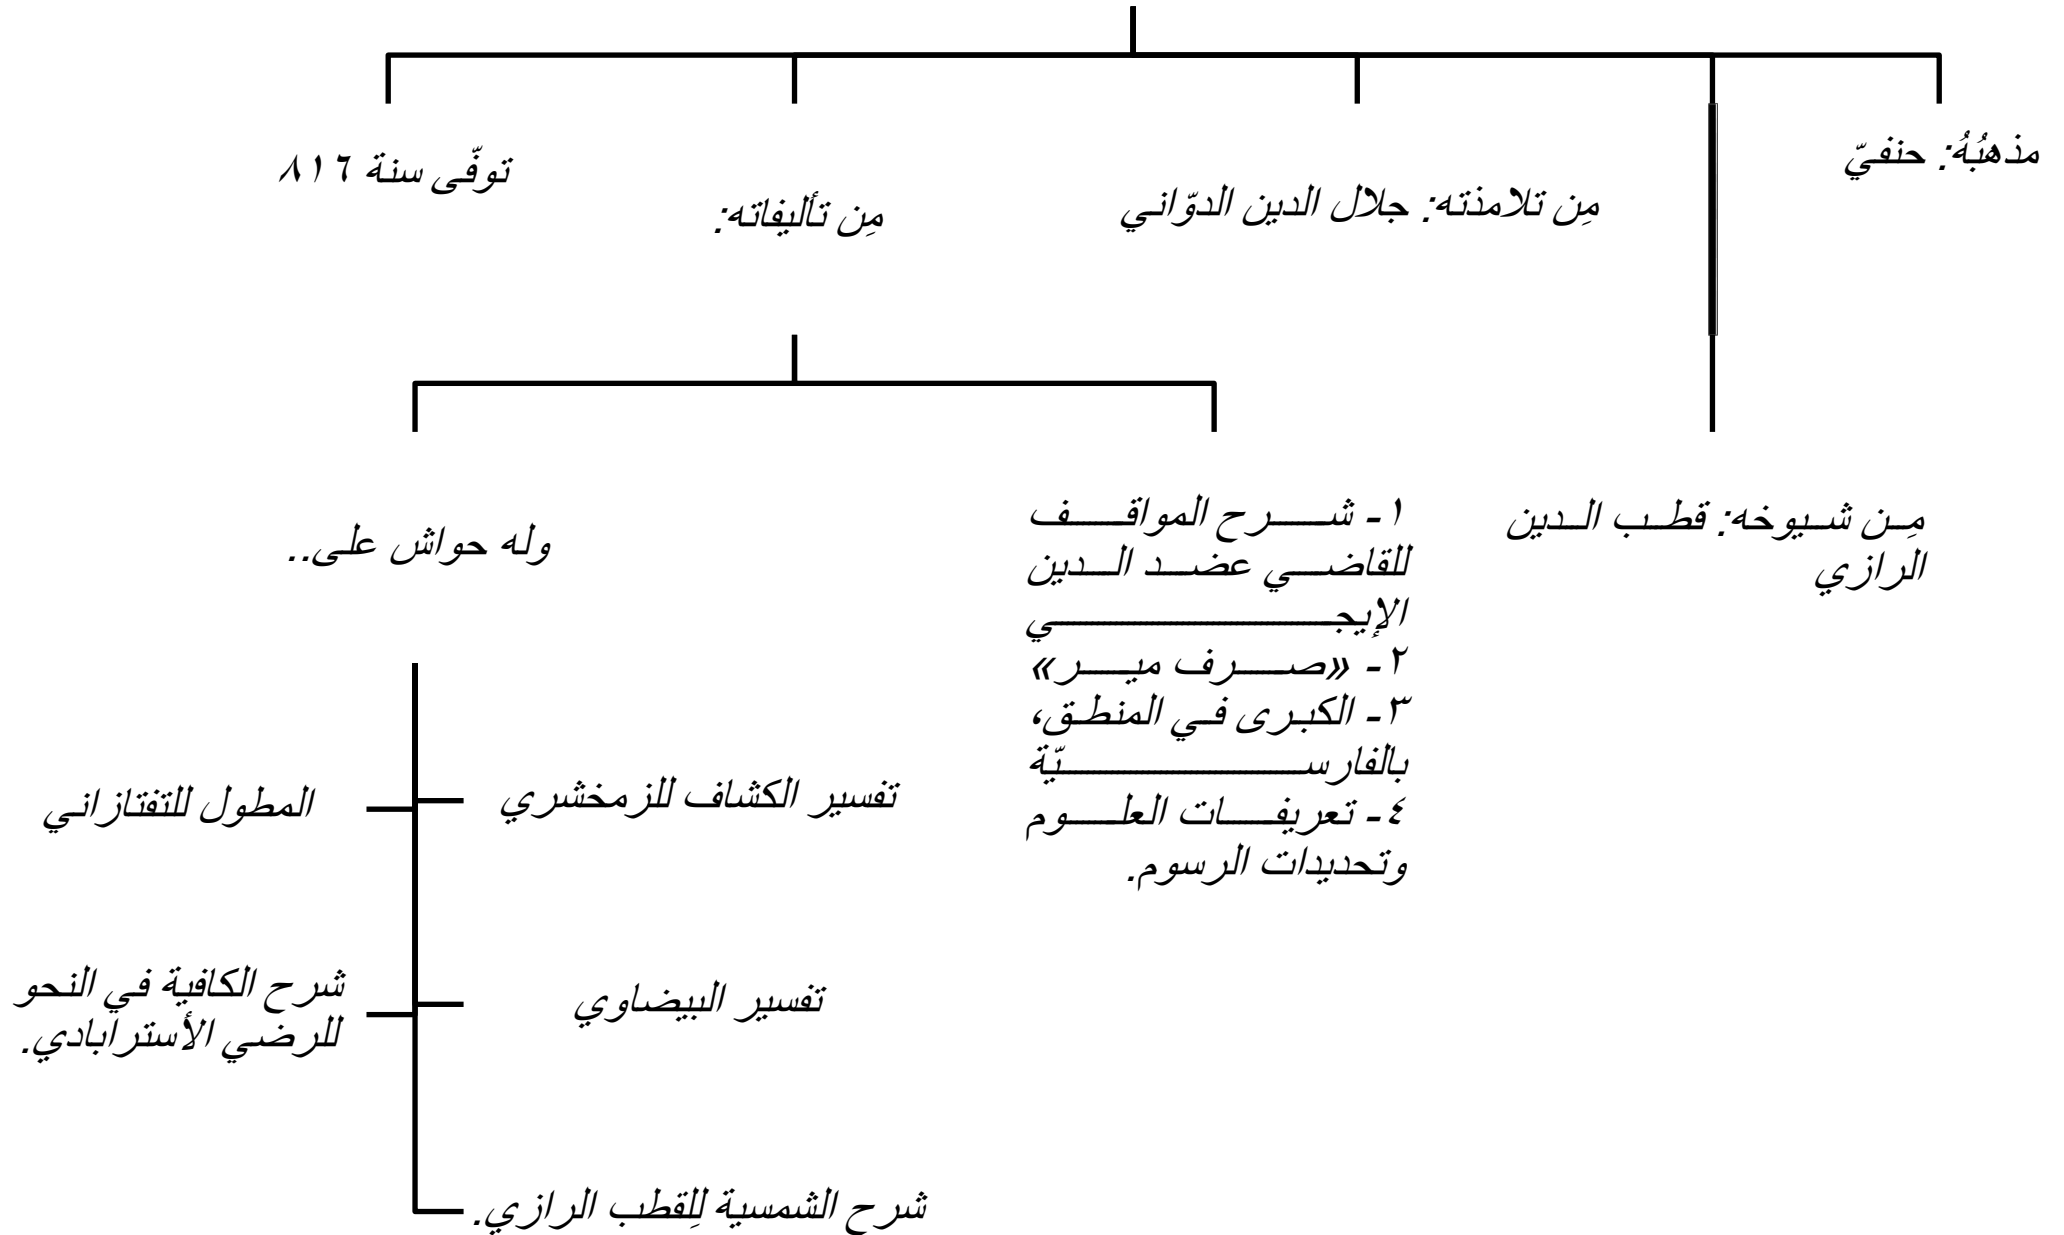 مذهبُهُ: حنفيّ
مِن تلامذته: جلال الدين الدوّاني
مِن تأليفاته:
توفّى سنة ٨١٦
مِن شيوخه: قطب الدين
الرازي
١- شرح المواقف
للقاضي عضد الدين
الإيجي
٢- «صرف مير»
٣- الكبرى في المنطق،
بالفارسيّة
٤- تعريفات العلوم
وتحديدات الرسوم.
وله حواش على..
تفسير الكشاف للزمخشري
المطول للتفتازاني
تفسير البيضاوي
شرح الكافية في النحو
للرضي الأسترابادي.
شرح الشمسية لِلقطب الرازي.